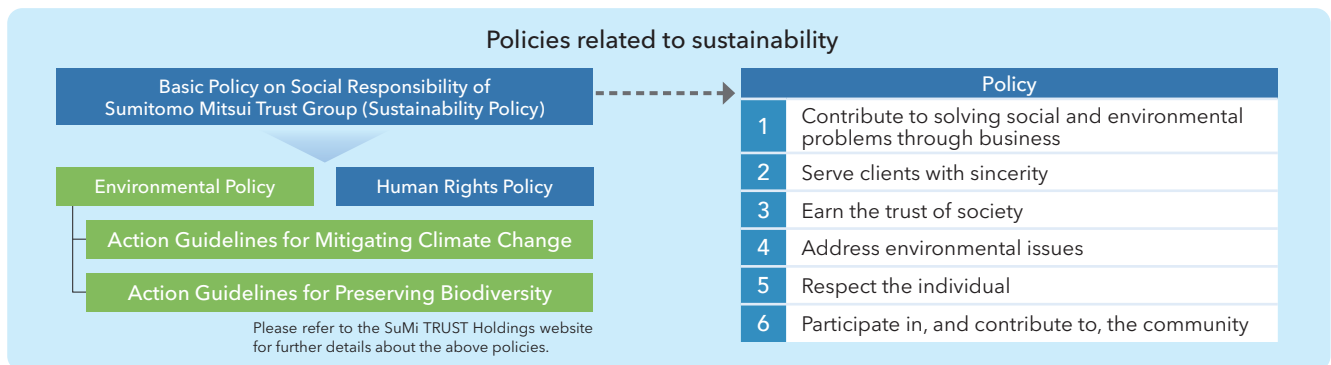 Policies related to sustainability
Basic Policy on Social Responsibility of
Sumitomo Mitsui Trust Group (Sustainability Policy)
Environmental Policy
Human Rights Policy
Action Guidelines for Mitigating Climate Change
Action Guidelines for Preserving Biodiversity
Please refer to the SuMi TRUST Holdings website
for further details about the above policies.
Policy
1 Contribute to solving social and environmental
problems through business
2 Serve clients with sincerity
3 Earn the trust of society
4 Address environmental issues
5 Respect the individual
6 Participate in, and contribute to, the community